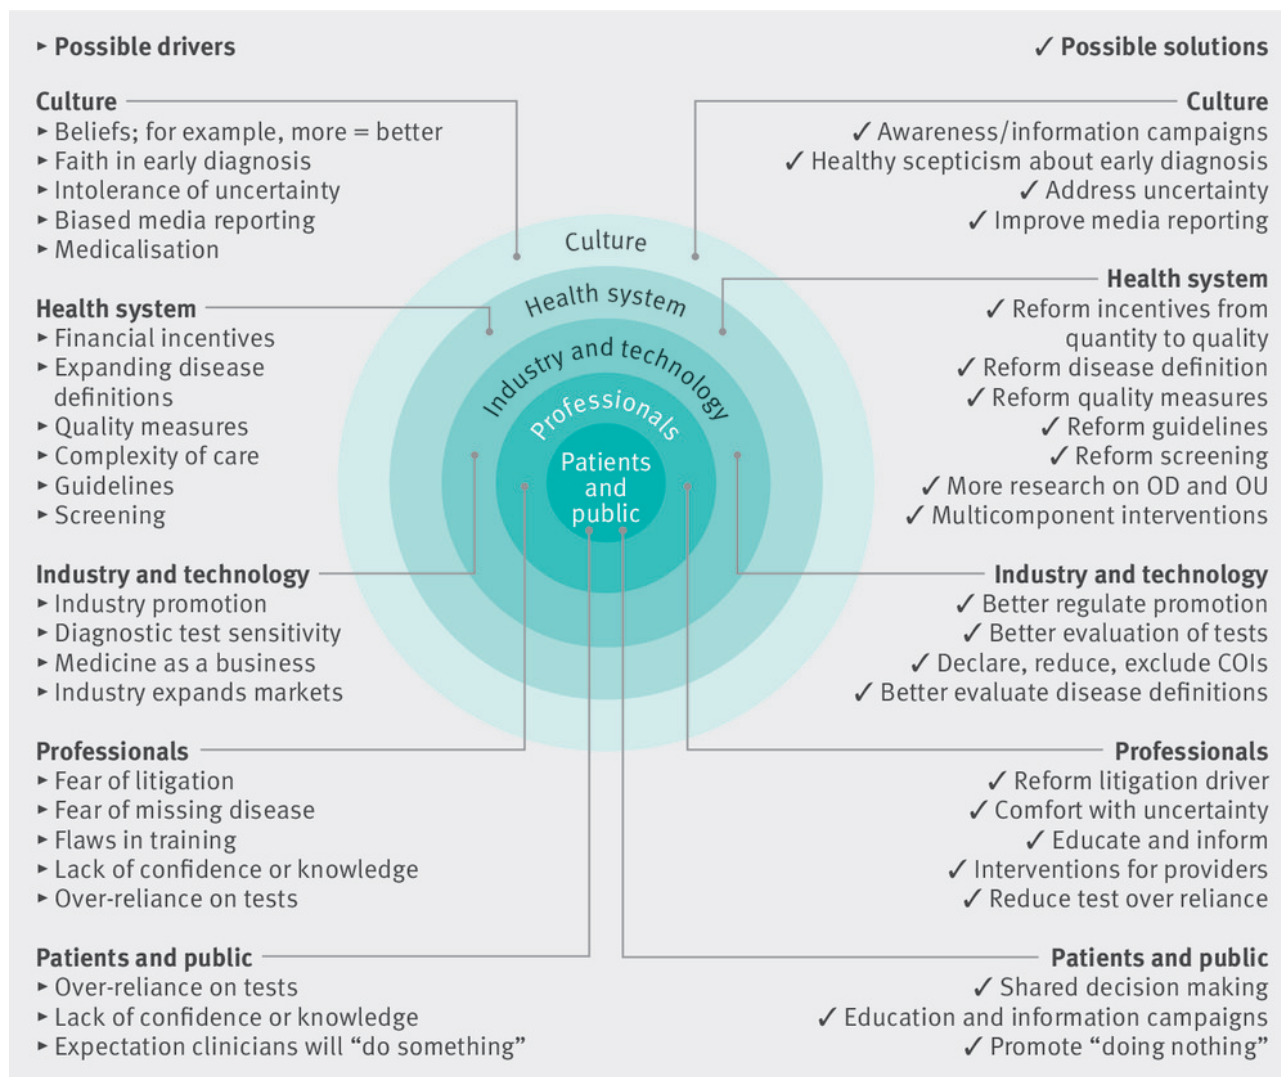 ▸ Possible drivers
Culture
▸ Beliefs; for example, more = better
▸ Faith in early diagnosis
▸ Intolerance of uncertainty
▸ Biased media reporting
▸ Medicalisation
Health system
▸ Financial incentives
▸ Expanding disease
definitions
▸ Quality measures
▸ Complexity of care
▸ Guidelines
▸ Screening
Industry and technology
▸ Industry promotion
▸ Diagnostic test sensitivity
▸ Medicine as a business
▸ Industry expands markets
Professionals
▸ Fear of litigation
▸ Fear of missing disease
▸ Flaws in training
▸ Lack of confidence or knowledge
▸ Over-reliance on tests
Patients and public
▸ Over-reliance on tests
▸ Lack of confidence or knowledge
▸ Expectation clinicians will “do something”
Culture
Health system
Industry and technology
Professionals
Patients
and
public
✓ Possible solutions
Culture
✓ Awareness/information campaigns
✓ Healthy scepticism about early diagnosis
✓ Address uncertainty
✓ Improve media reporting
Health system
✓ Reform incentives from
quantity to quality
✓ Reform disease definition
✓ Reform quality measures
✓ Reform guidelines
✓ Reform screening
✓ More research on OD and OU
✓ Multicomponent interventions
Industry and technology
✓ Better regulate promotion
✓ Better evaluation of tests
✓ Declare, reduce, exclude COIs
✓ Better evaluate disease definitions
Professionals
✓ Reform litigation driver
✓ Comfort with uncertainty
✓ Educate and inform
✓ Interventions for providers
✓ Reduce test over reliance
Patients and public
✓ Shared decision making
✓ Education and information campaigns
✓ Promote “doing nothing”